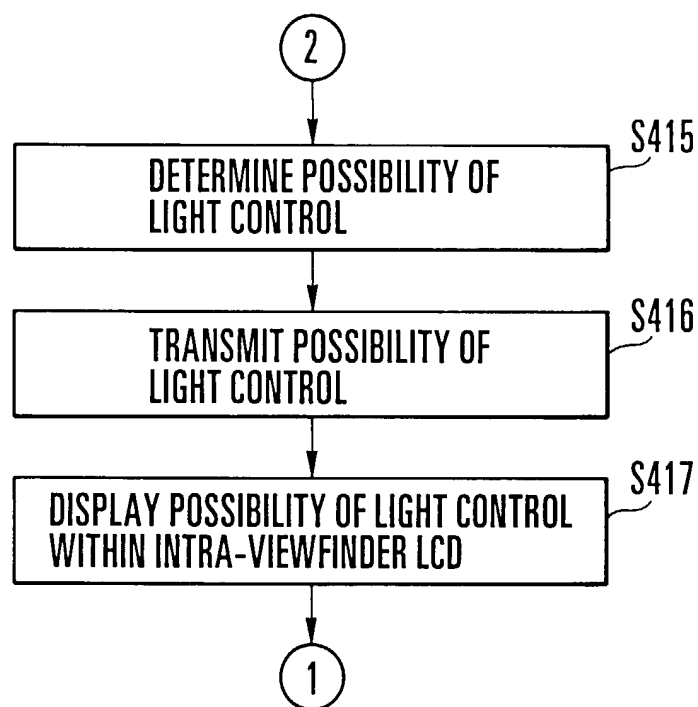 2
S415
DETERMINE POSSIBILITY OF
LIGHT CONTROL
S416
TRANSMIT POSSIBILITY OF
LIGHT CONTROL
S417
DISPLAY POSSIBILITY OF LIGHT CONTROL
WITHIN INTRA-VIEWFINDER LCD
1